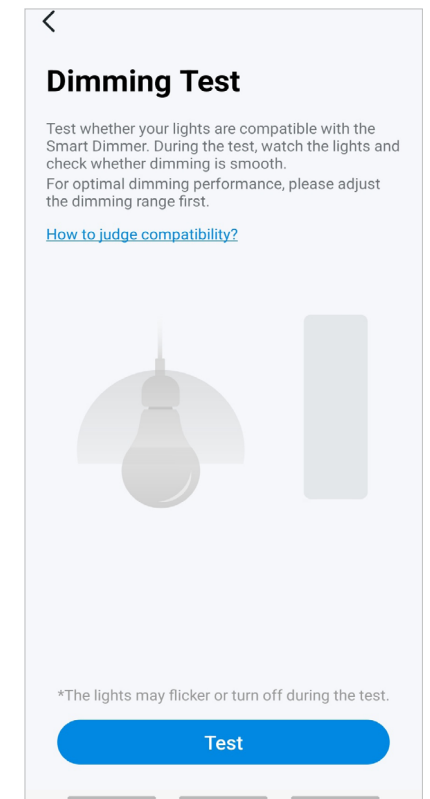 Dimming Test
Test whether your lights are compatible with the
Smart Dimmer. During the test, watch the lights and
check whether dimming is smooth.
For optimal dimming performance, please adjust
the dimming range first.
How to judge compatibility?
*The lights may flicker or turn off during the test.
Test